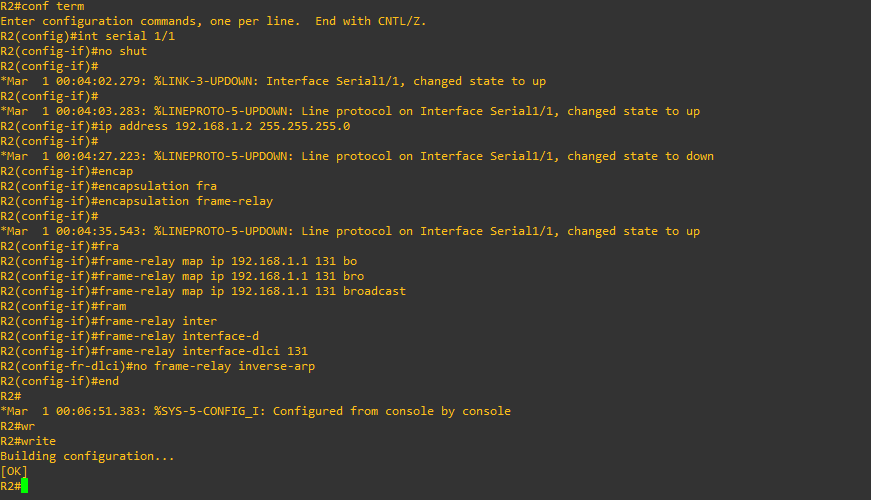 R2#conf term
Enter configuration commands, one per line.  End with CNTL/Z.
R2(config)#int serial 1/1
R2(config-if)#no shut
R2(config-if)#
*Mar  1 00:04:02.279: %LINK-3-UPDOWN: Interface Serial1/1, changed state to up
R2(config-if)#
*Mar  1 00:04:03.283: %LINEPROTO-5-UPDOWN: Line protocol on Interface Serial1/1, changed state to up
R2(config-if)#ip address 192.168.1.2 255.255.255.0
R2(config-if)#
*Mar  1 00:04:27.223: %LINEPROTO-5-UPDOWN: Line protocol on Interface Serial1/1, changed state to down
R2(config-if)#encap
R2(config-if)#encapsulation fra
R2(config-if)#encapsulation frame-relay
R2(config-if)#
*Mar  1 00:04:35.543: %LINEPROTO-5-UPDOWN: Line protocol on Interface Serial1/1, changed state to up
R2(config-if)#fra
R2(config-if)#frame-relay map ip 192.168.1.1 131 bo
R2(config-if)#frame-relay map ip 192.168.1.1 131 bro
R2(config-if)#frame-relay map ip 192.168.1.1 131 broadcast
R2(config-if)#fram
R2(config-if)#frame-relay inter
R2(config-if)#frame-relay interface-d
R2(config-if)#frame-relay interface-dlci 131
R2(config-fr-dlci)#no frame-relay inverse-arp
R2(config-if)#end
R2#
*Mar  1 00:06:51.383: %SYS-5-CONFIG_I: Configured from console by console
R2#wr
R2#write
Building configuration...
[OK]
R2#